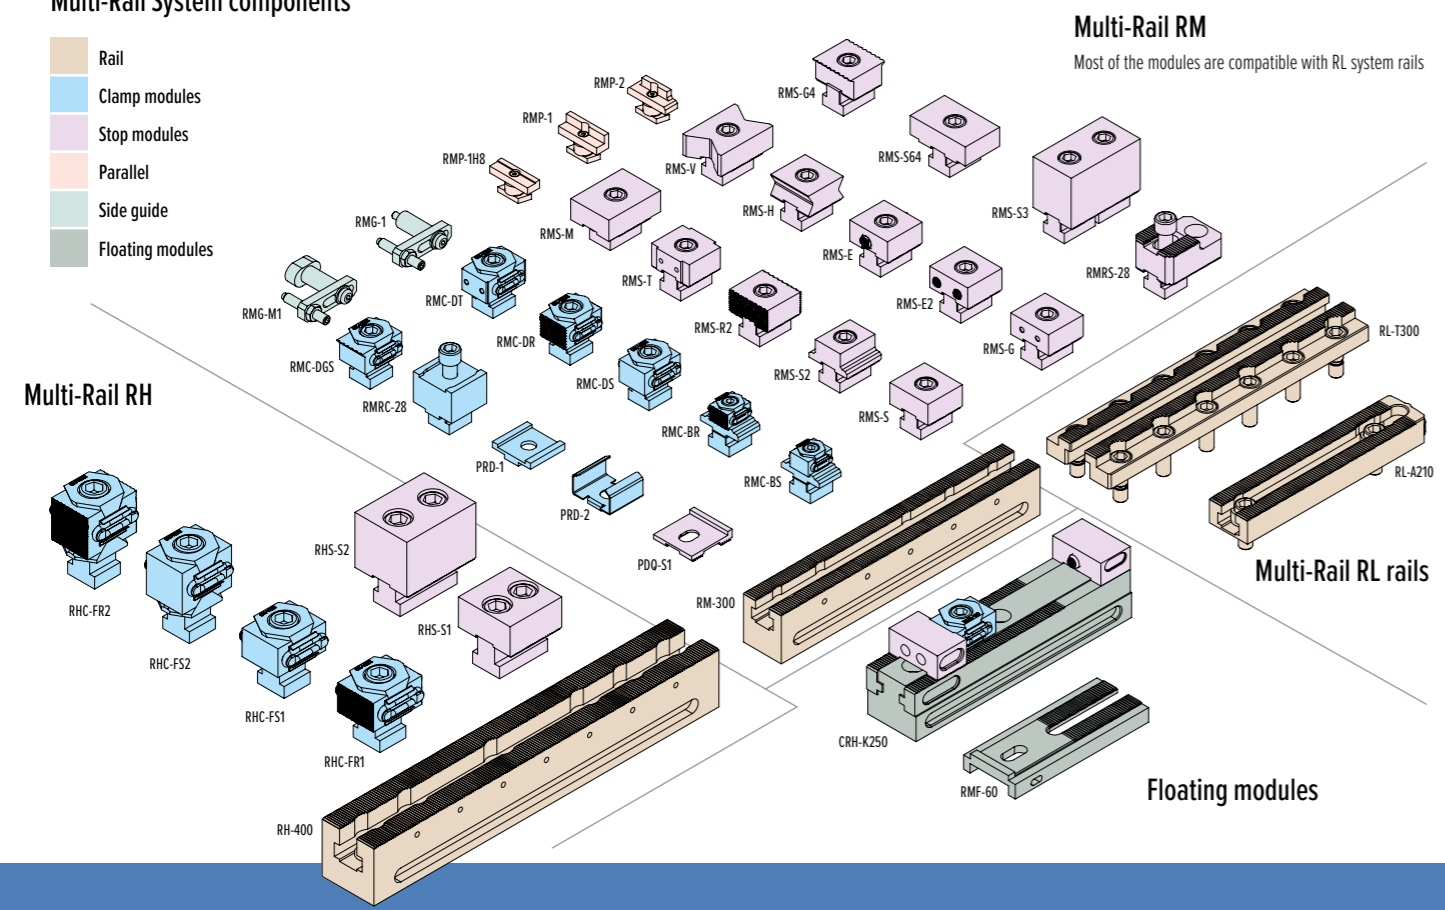 Multi-Rail System components
Rail
Clamp modules
Stop modules
Parallel
Side guide
Floating modules
Multi-Rail RM
Most of the modules are compatible with RL system rails
RMP-2
RMS-G4
RMP-1
RMS-V
RMS-S64
RMP-1H8
RMS-H
RMS-S3
RMG-1
RMS-M
RMS-E
RMRS-28
RMG-M1
RMC-DT
RMS-T
RMS-E2
RMC-DR
RMS-R2
RMS-G
RL-T300
RMC-DGS
RMC-DS
RMS-S2
Multi-Rail RH
RMRC-28
RMC-BR
RMS-S
PRD-1
RMC-BS
RL-A210
PRD-2
RHS-S2
PDQ-S1
Multi-Rail RL rails
RHC-FR2
RM-300
RHS-S1
RHC-FS2
RHC-FS1
RHC-FR1
CRH-K250
RMF-60
Floating modules
RH-400